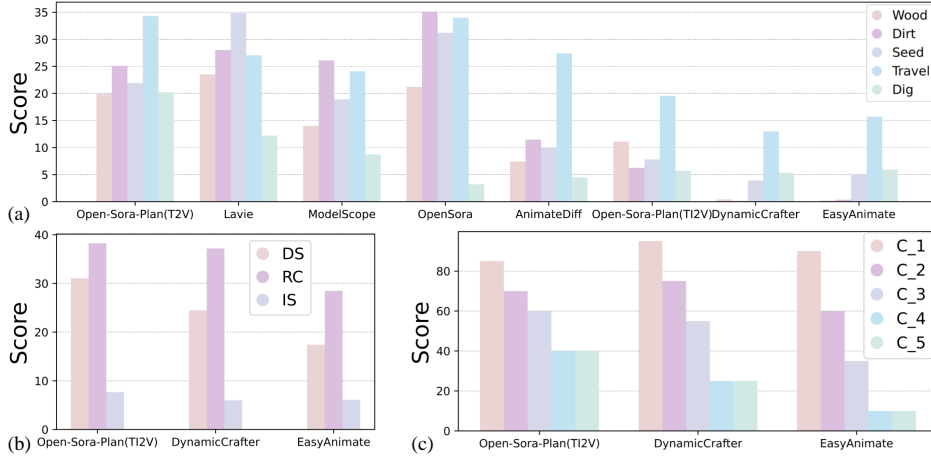 35
30
25
20
15
10
5
0
Score
Wood
Dirt
Seed
Travel
Dig
(a)
Open-Sora-Plan(T2V) Lavie ModelScope OpenSora AnimateDiff Open-Sora-Plan(TI2V) DynamicCrafter EasyAnimate
40
30
20
10
0
Score
DS
RC
IS
(b)
Open-Sora-Plan(TI2V) DynamicCrafter EasyAnimate
80
60
40
20
0
Score
C_1
C_2
C_3
C_4
C_5
(c)
Open-Sora-Plan(TI2V) DynamicCrafter EasyAnimate